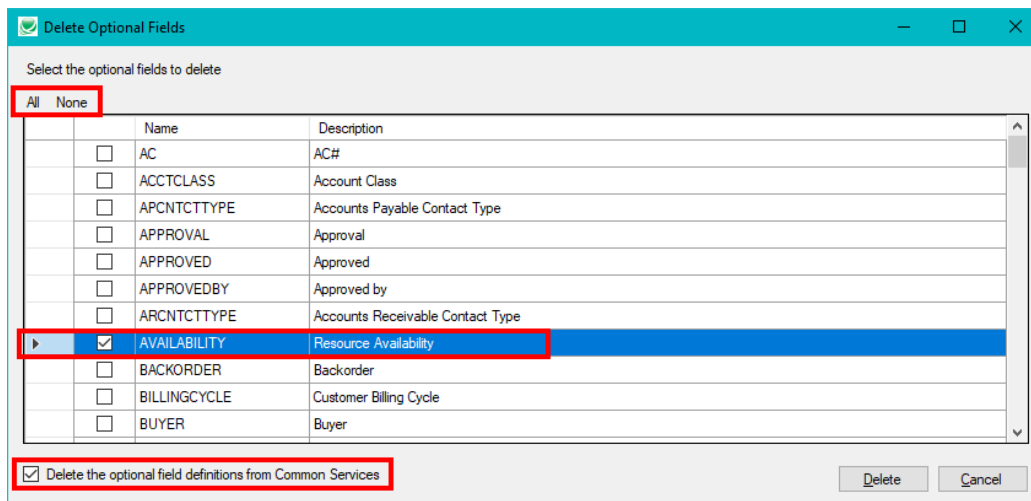 Delete Optional Fields
Select the optional fields to delete
All None
Name Description
AC AC#
ACCTCLASS Account Class
APCNTCTTYPE Accounts Payable Contact Type
APPROVAL Approval
APPROVED Approved
APPROVEDBY Approved by
ARCNTCTTYPE Accounts Receivable Contact Type
AVAILABILITY Resource Availability
BACKORDER Backorder
BILLINGCYCLE Customer Billing Cycle
BUYER Buyer
Delete the optional field definitions from Common Services
Delete Cancel